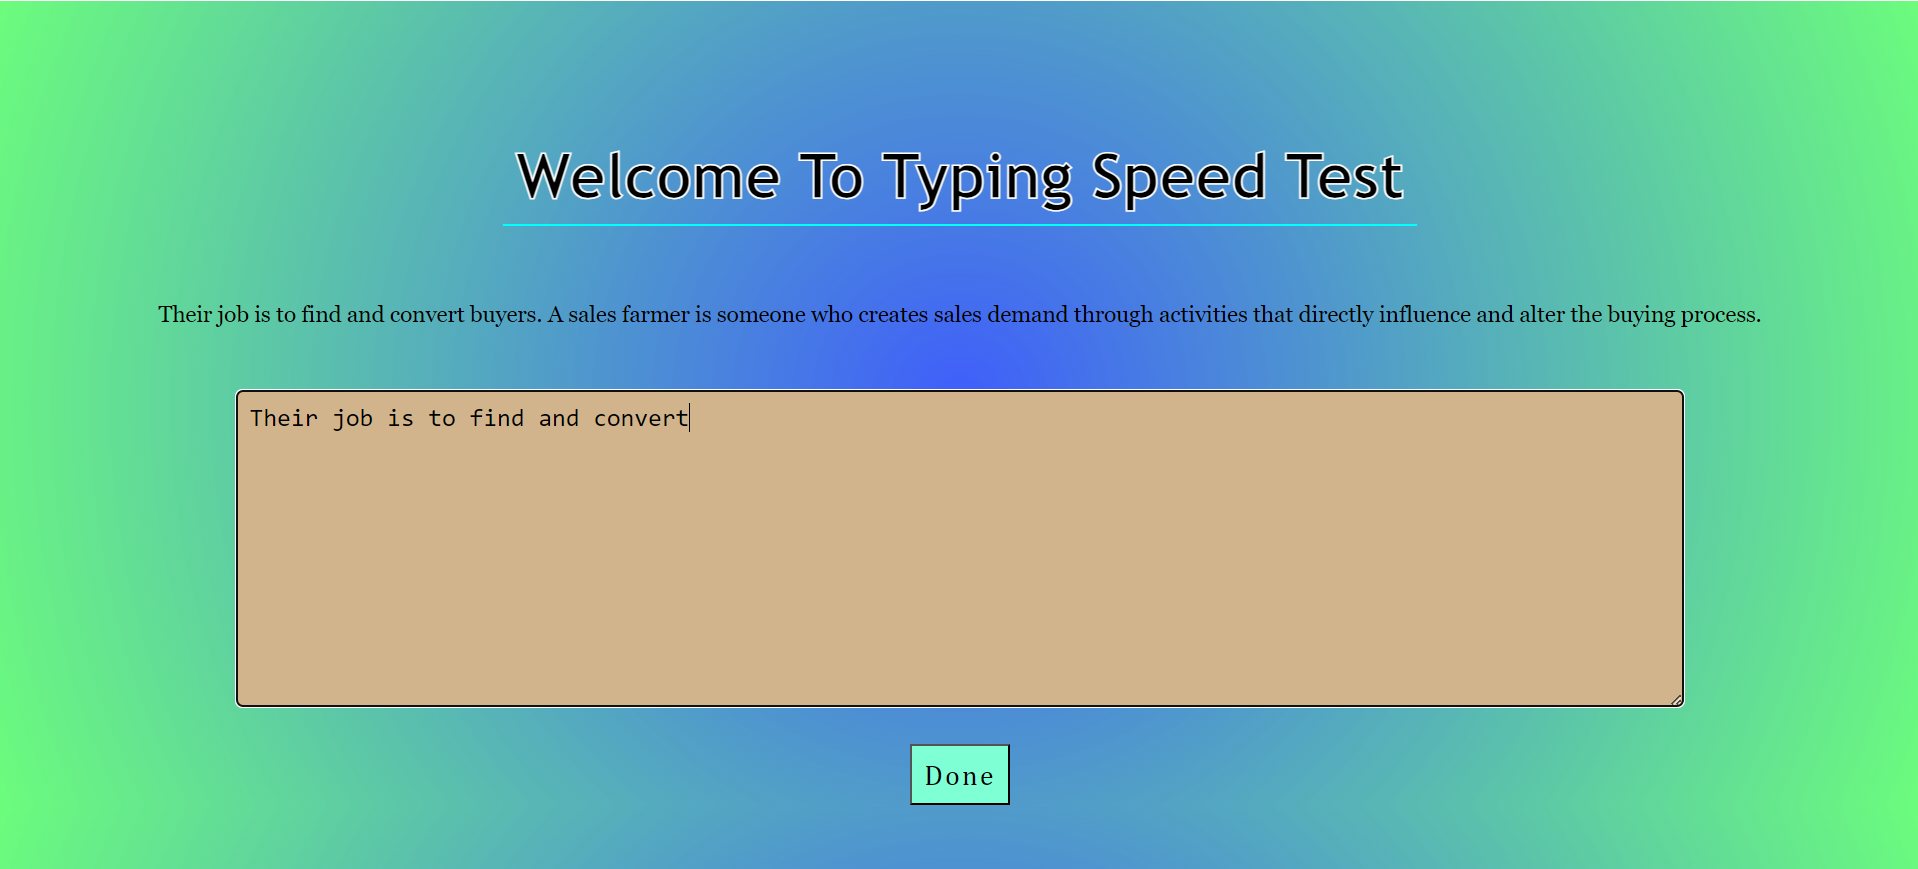 Welcome To Typing Speed Test
Their job is to find and convert buyers. A sales farmer is someone who creates sales demand through activities that directly influence and alter the buying process.
Their job is to find and convert
Done